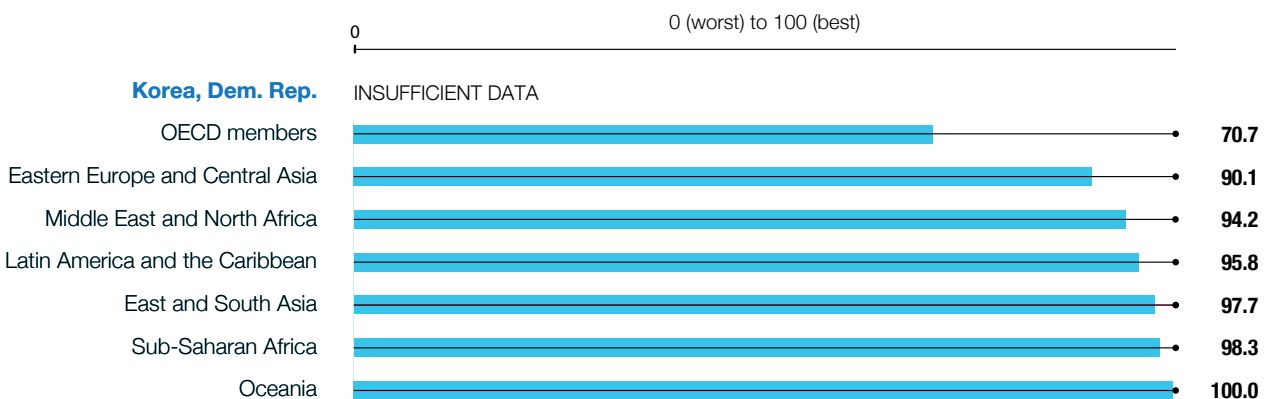 0 (worst) to 100 (best)
0
Korea, Dem. Rep. INSUFFICIENT DATA
OECD members 70.7
Eastern Europe and Central Asia 90.1
Middle East and North Africa 94.2
Latin America and the Caribbean 95.8
East and South Asia 97.7
Sub-Saharan Africa 98.3
Oceania 100.0